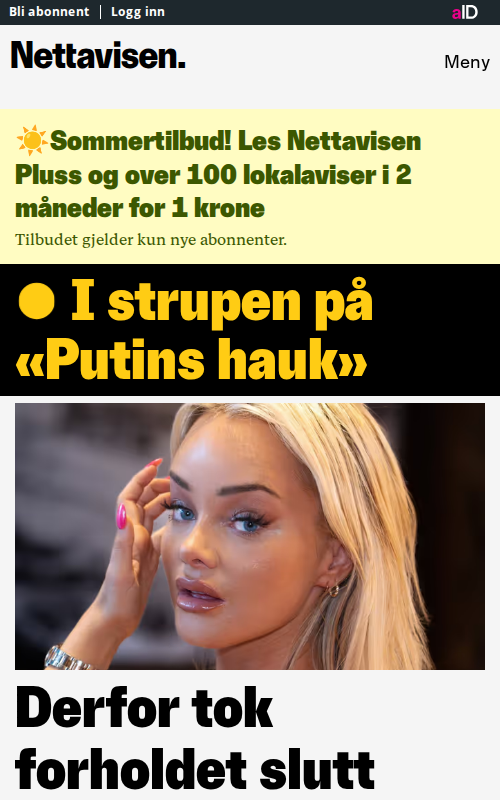 Bli abonnent | Logg inn
aID
Nettavisen.
Meny
☀️Sommertilbud! Les Nettavisen
Pluss og over 100 lokalaviser i 2
måneder for 1 krone
Tilbudet gjelder kun nye abonnenter.
● I strupen på
«Putins hauk»
Derfor tok
forholdet slutt